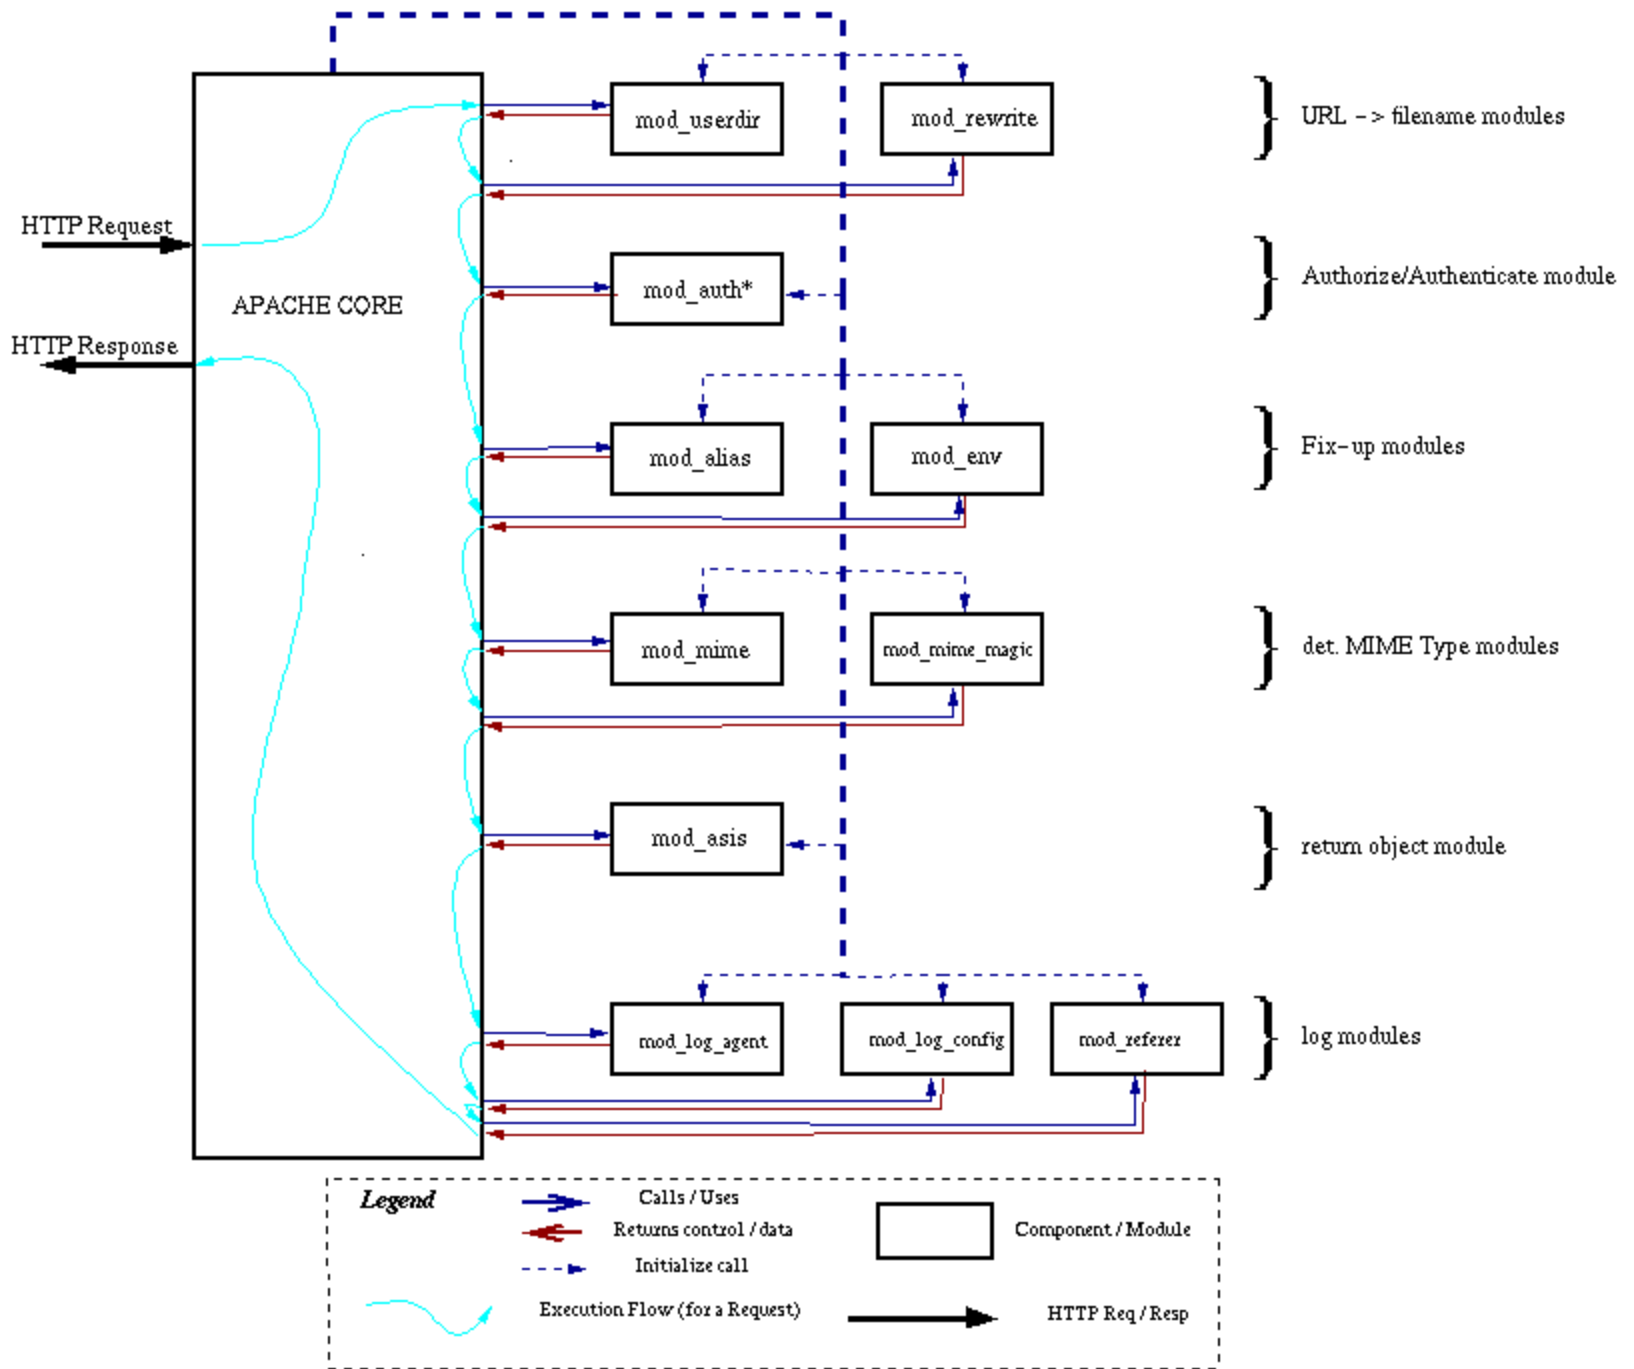 mod_userdir
mod_rewrite
URL -> filename modules
HTTP Request
APACHE CORE
mod_auth*
Authorize/Authenticate module
HTTP Response
mod_alias
mod_env
Fix-up modules
mod_mime
mod_mime_magic
det. MIME Type modules
mod_asis
return object module
mod_log_agent
mod_log_config
mod_referer
log modules
Legend
Calls / Uses
Returns control / data
Initialize call
Component / Module
Execution Flow (for a Request)
HTTP Req / Resp